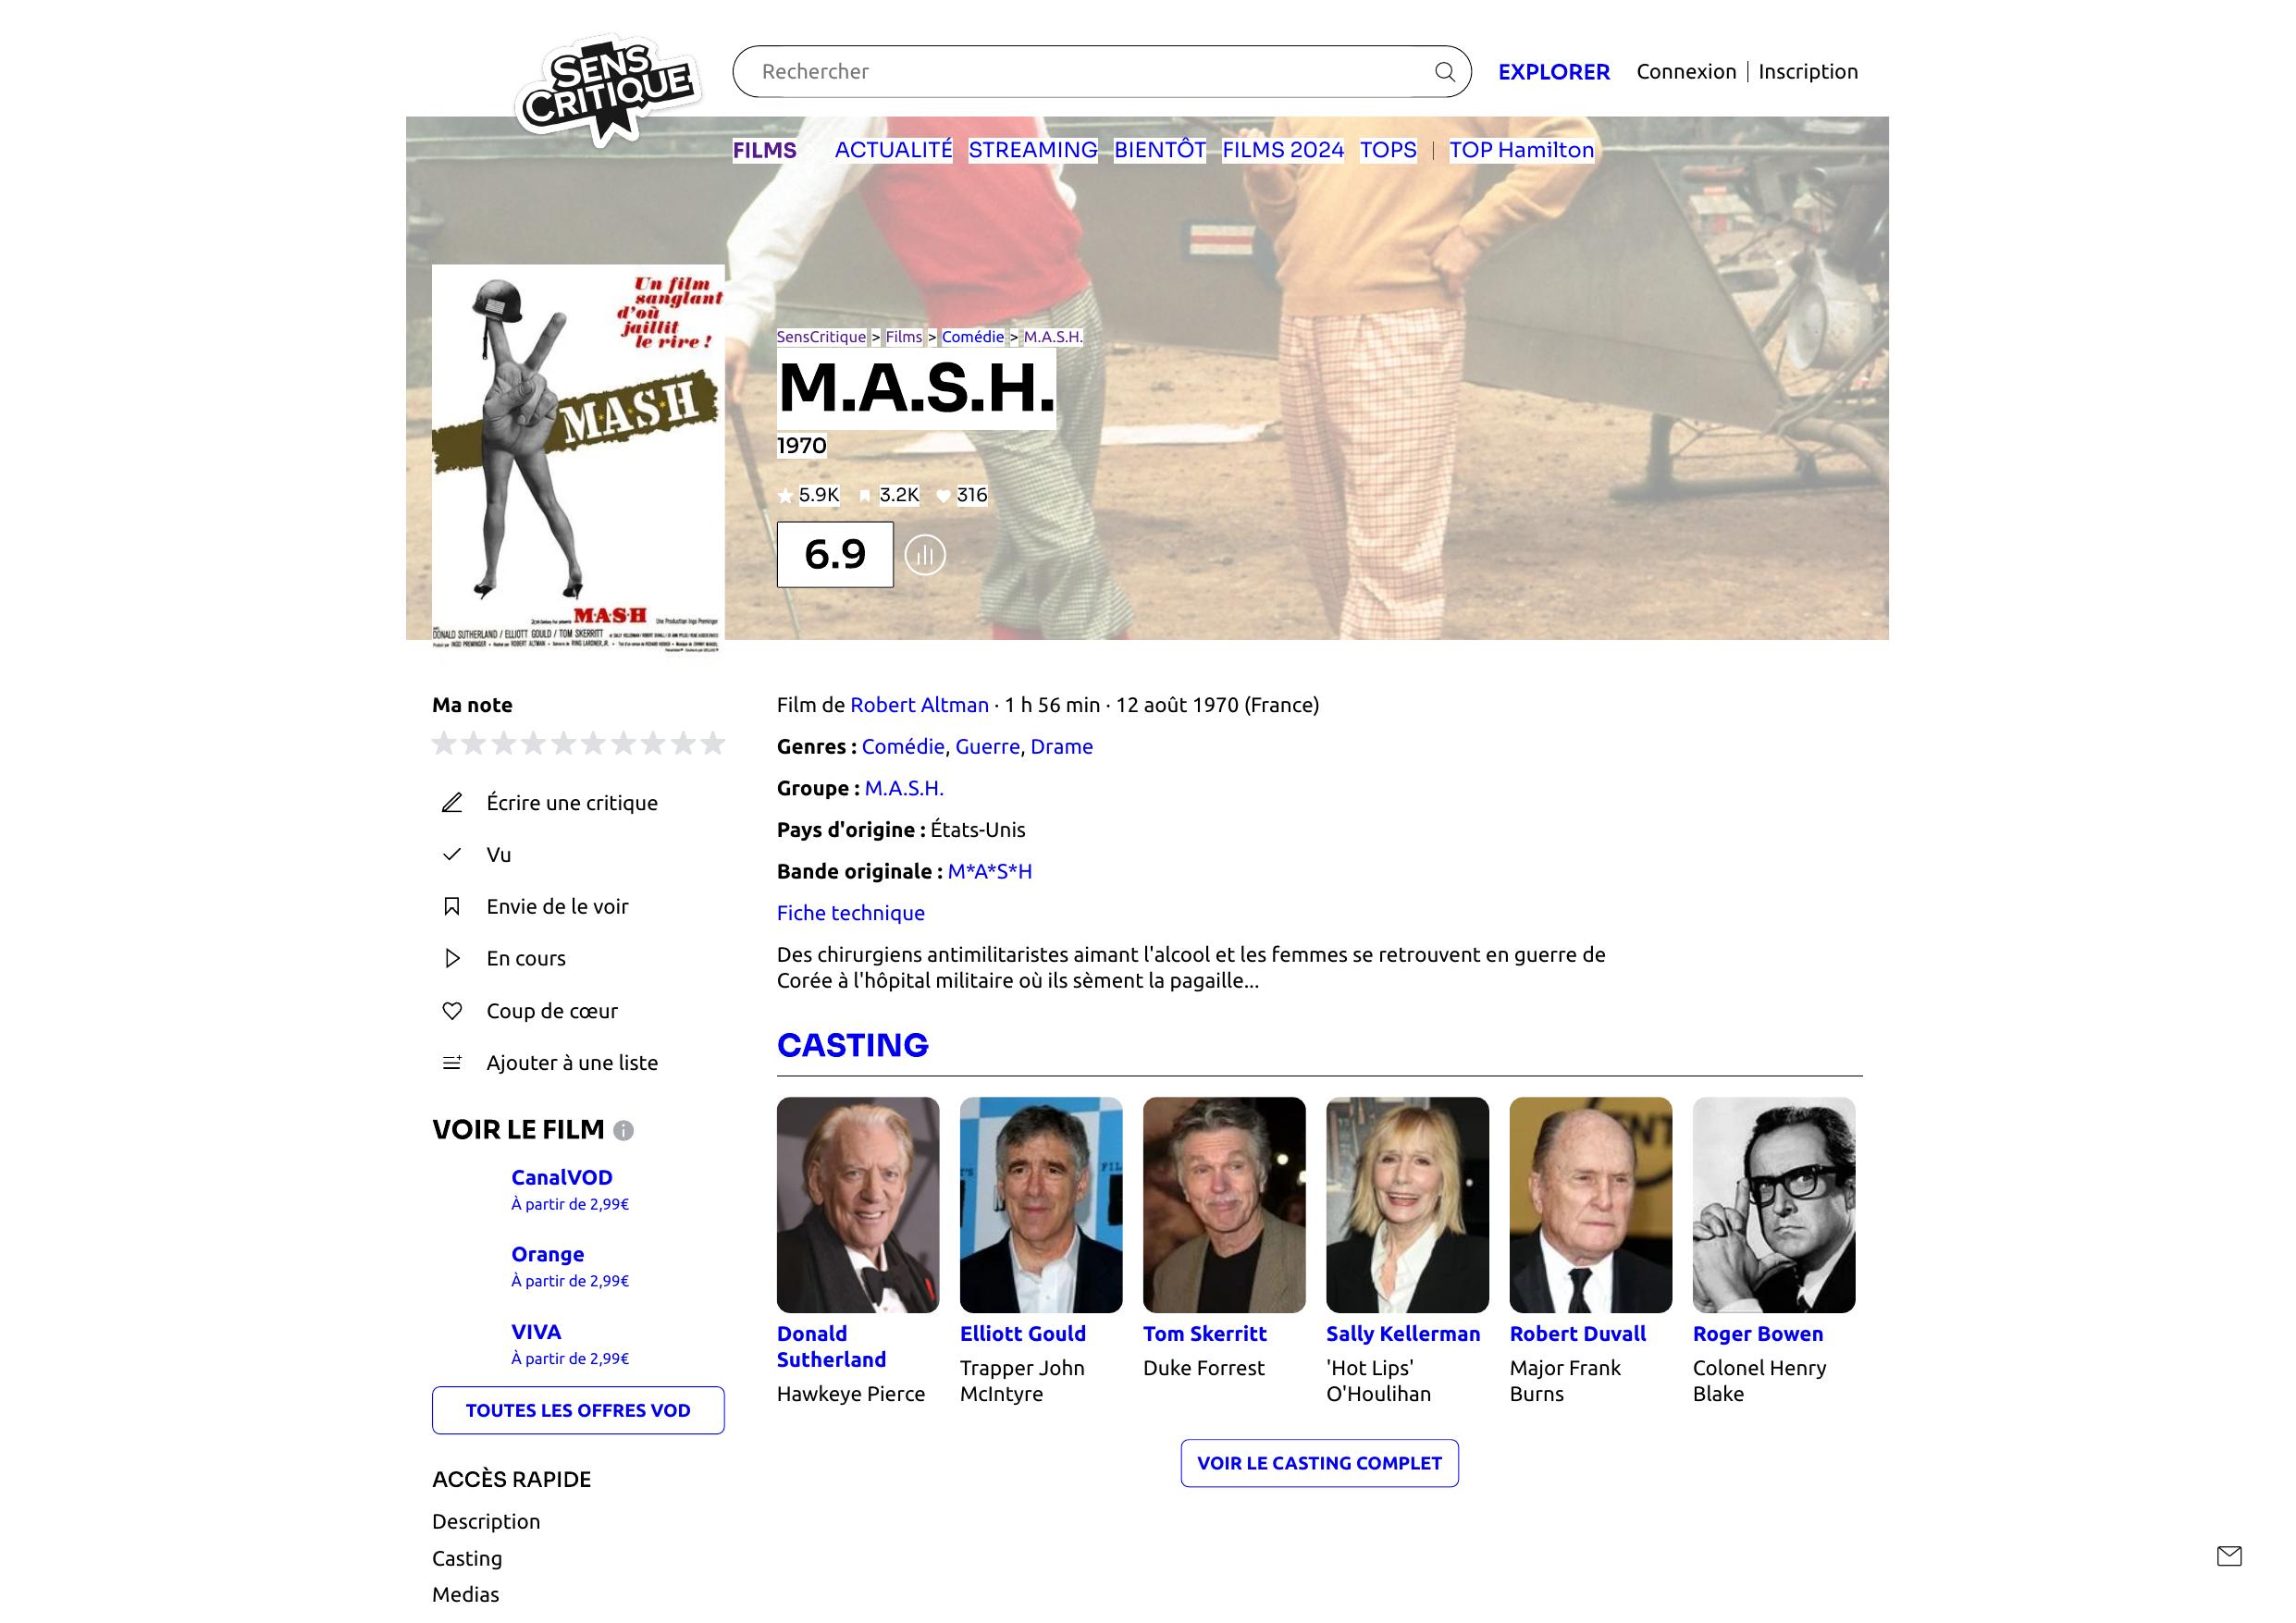 SENS
CRITIQUE
Rechercher
EXPLORER
Connexion
Inscription
FILMS
ACTUALITÉ
STREAMING
BIENTÔT
FILMS 2024
TOPS
TOP Hamilton
Un film
sanglant
d'où
jaillit
le rire !
M*A*S*H
M*A*S*H
Une Production Ingo Preminger
DONALD SUTHERLAND / ELLIOTT GOULD / TOM SKERRITT
SensCritique > Films > Comédie > M.A.S.H.
M.A.S.H.
1970
5.9K
3.2K
316
6.9
Ma note
Écrire une critique
Vu
Envie de le voir
En cours
Coup de cœur
Ajouter à une liste
VOIR LE FILM
CanalVOD
À partir de 2,99€
Orange
À partir de 2,99€
VIVA
À partir de 2,99€
TOUTES LES OFFRES VOD
ACCÈS RAPIDE
Description
Casting
Medias
Film de Robert Altman · 1 h 56 min · 12 août 1970 (France)
Genres : Comédie, Guerre, Drame
Groupe : M.A.S.H.
Pays d'origine : États-Unis
Bande originale : M*A*S*H
Fiche technique
Des chirurgiens antimilitaristes aimant l'alcool et les femmes se retrouvent en guerre de
Corée à l'hôpital militaire où ils sèment la pagaille...
CASTING
Donald
Sutherland
Hawkeye Pierce
Elliott Gould
Trapper John
McIntyre
Tom Skerritt
Duke Forrest
Sally Kellerman
'Hot Lips'
O'Houlihan
Robert Duvall
Major Frank
Burns
Roger Bowen
Colonel Henry
Blake
VOIR LE CASTING COMPLET